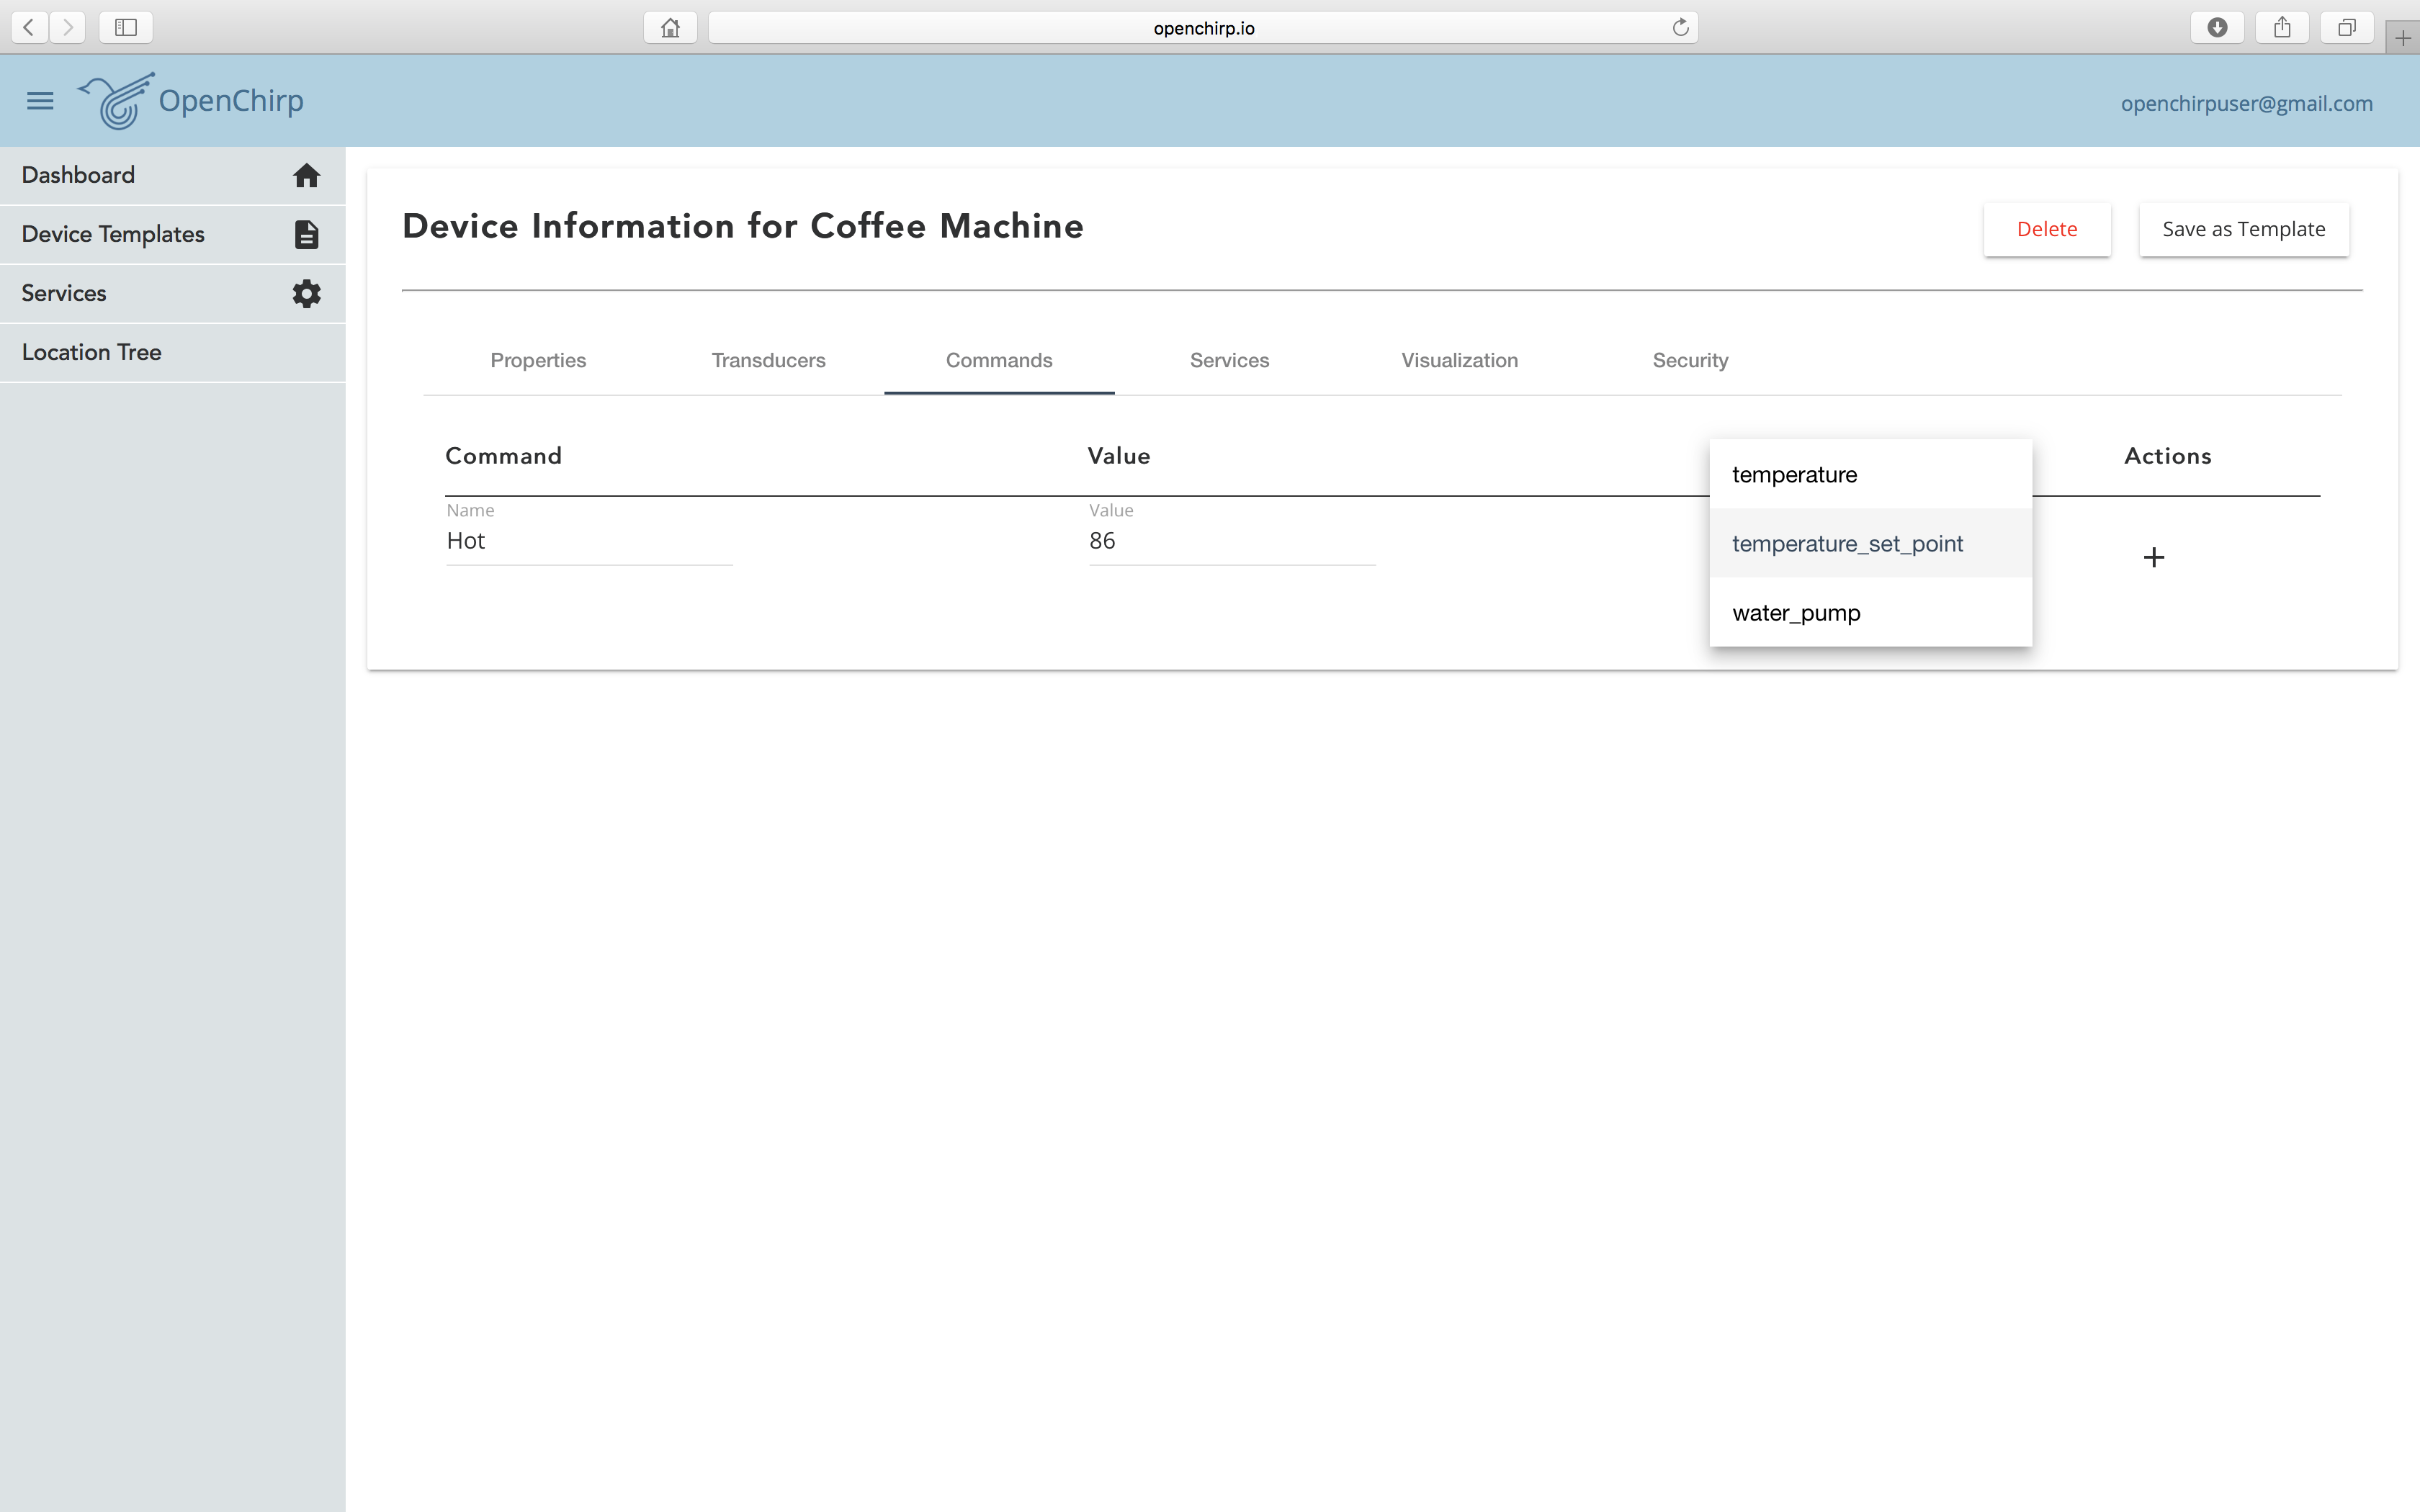 openchirp.io
OpenChirp
openchirpuser@gmail.com
Dashboard
Device Templates
Services
Location Tree
Device Information for Coffee Machine
Delete
Save as Template
Properties
Transducers
Commands
Services
Visualization
Security
Command
Value
Actions
Name
Hot
Value
86
temperature
temperature_set_point
water_pump